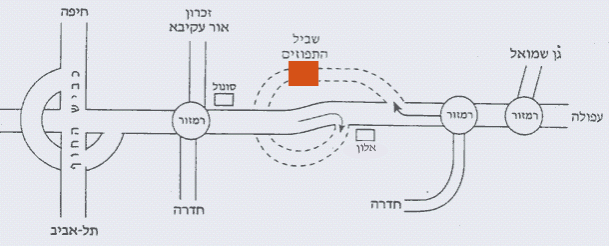 חיפה
זכרון
אור עקיבא
שביל
התפוזים
גן שמואל
סונול
כביש החוף
רמזור
רמזור
רמזור
עפולה
אלון
חדרה
חדרה
תל-אביב